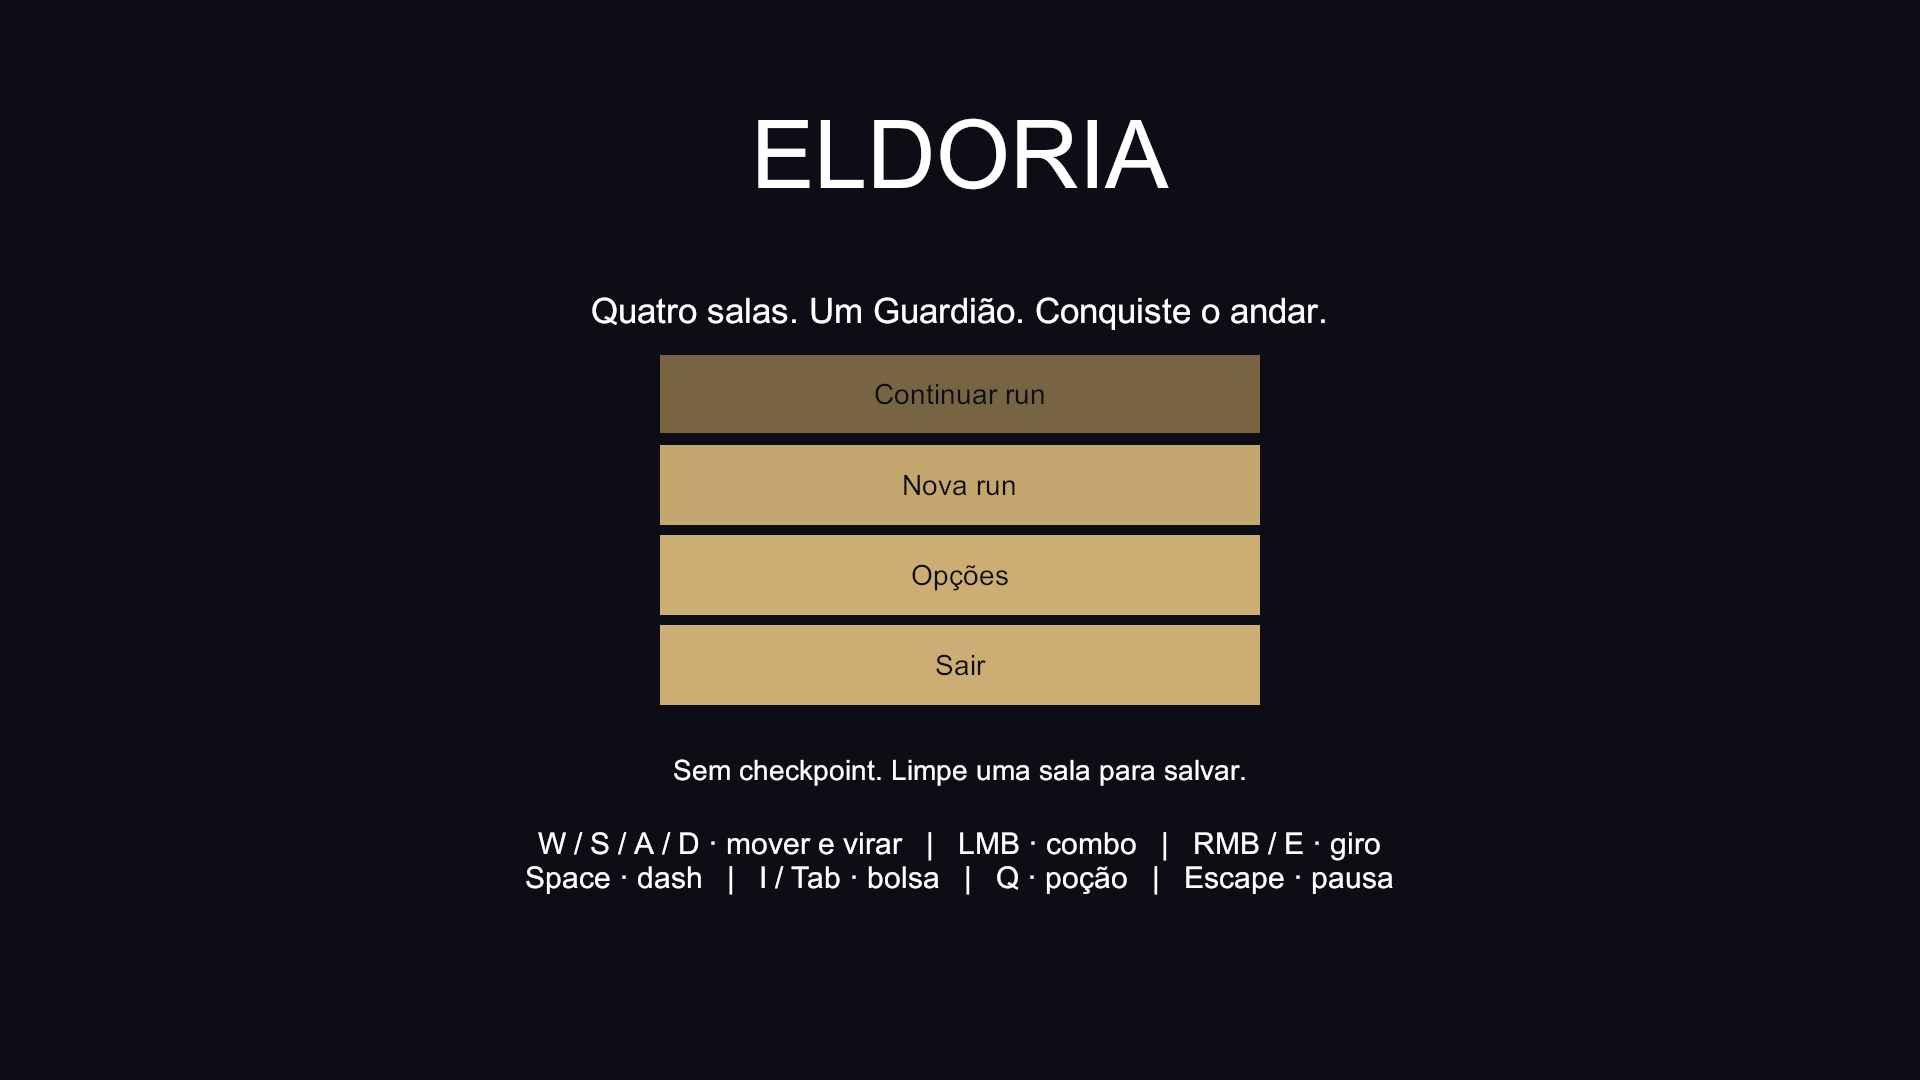 ELDORIA
Quatro salas. Um Guardião. Conquiste o andar.
Continuar run
Nova run
Opções
Sair
Sem checkpoint. Limpe uma sala para salvar.
W / S / A / D · mover e virar | LMB · combo | RMB / E · giro
Space · dash | I / Tab · bolsa | Q · poção | Escape · pausa